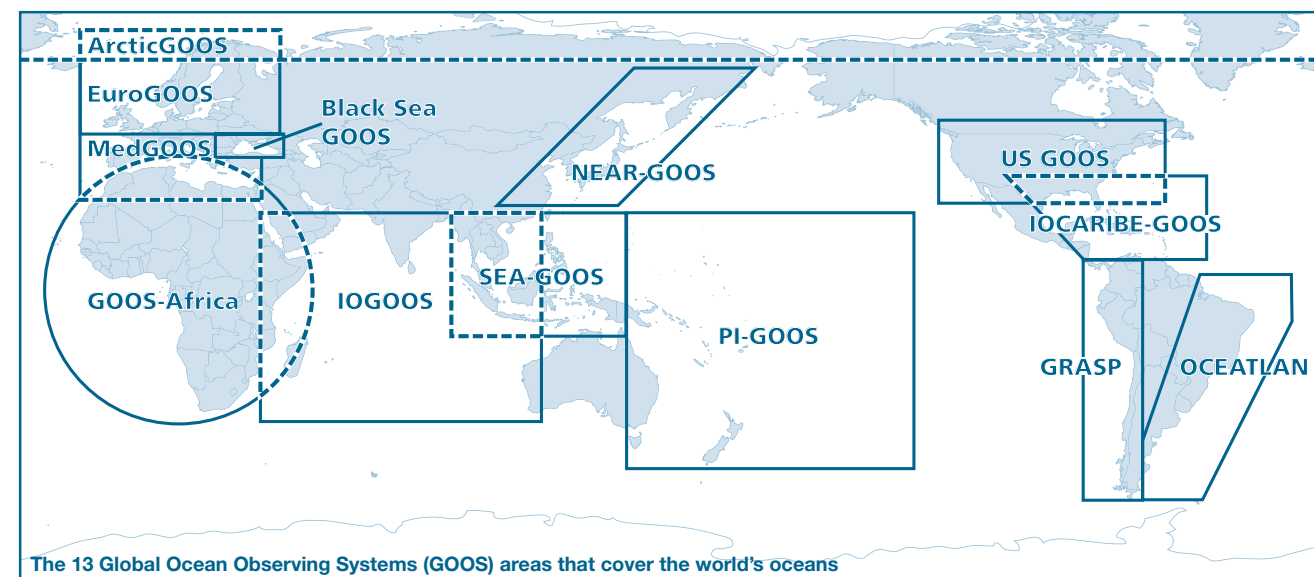 ArcticGOOS
EuroGOOS
Black Sea
GOOS
MedGOOS
NEAR-GOOS
US GOOS
IOCARIBE-GOOS
SEA-GOOS
GOOS-Africa
IOGOOS
PI-GOOS
GRASP
OCEATLAN
The 13 Global Ocean Observing Systems (GOOS) areas that cover the world's oceans